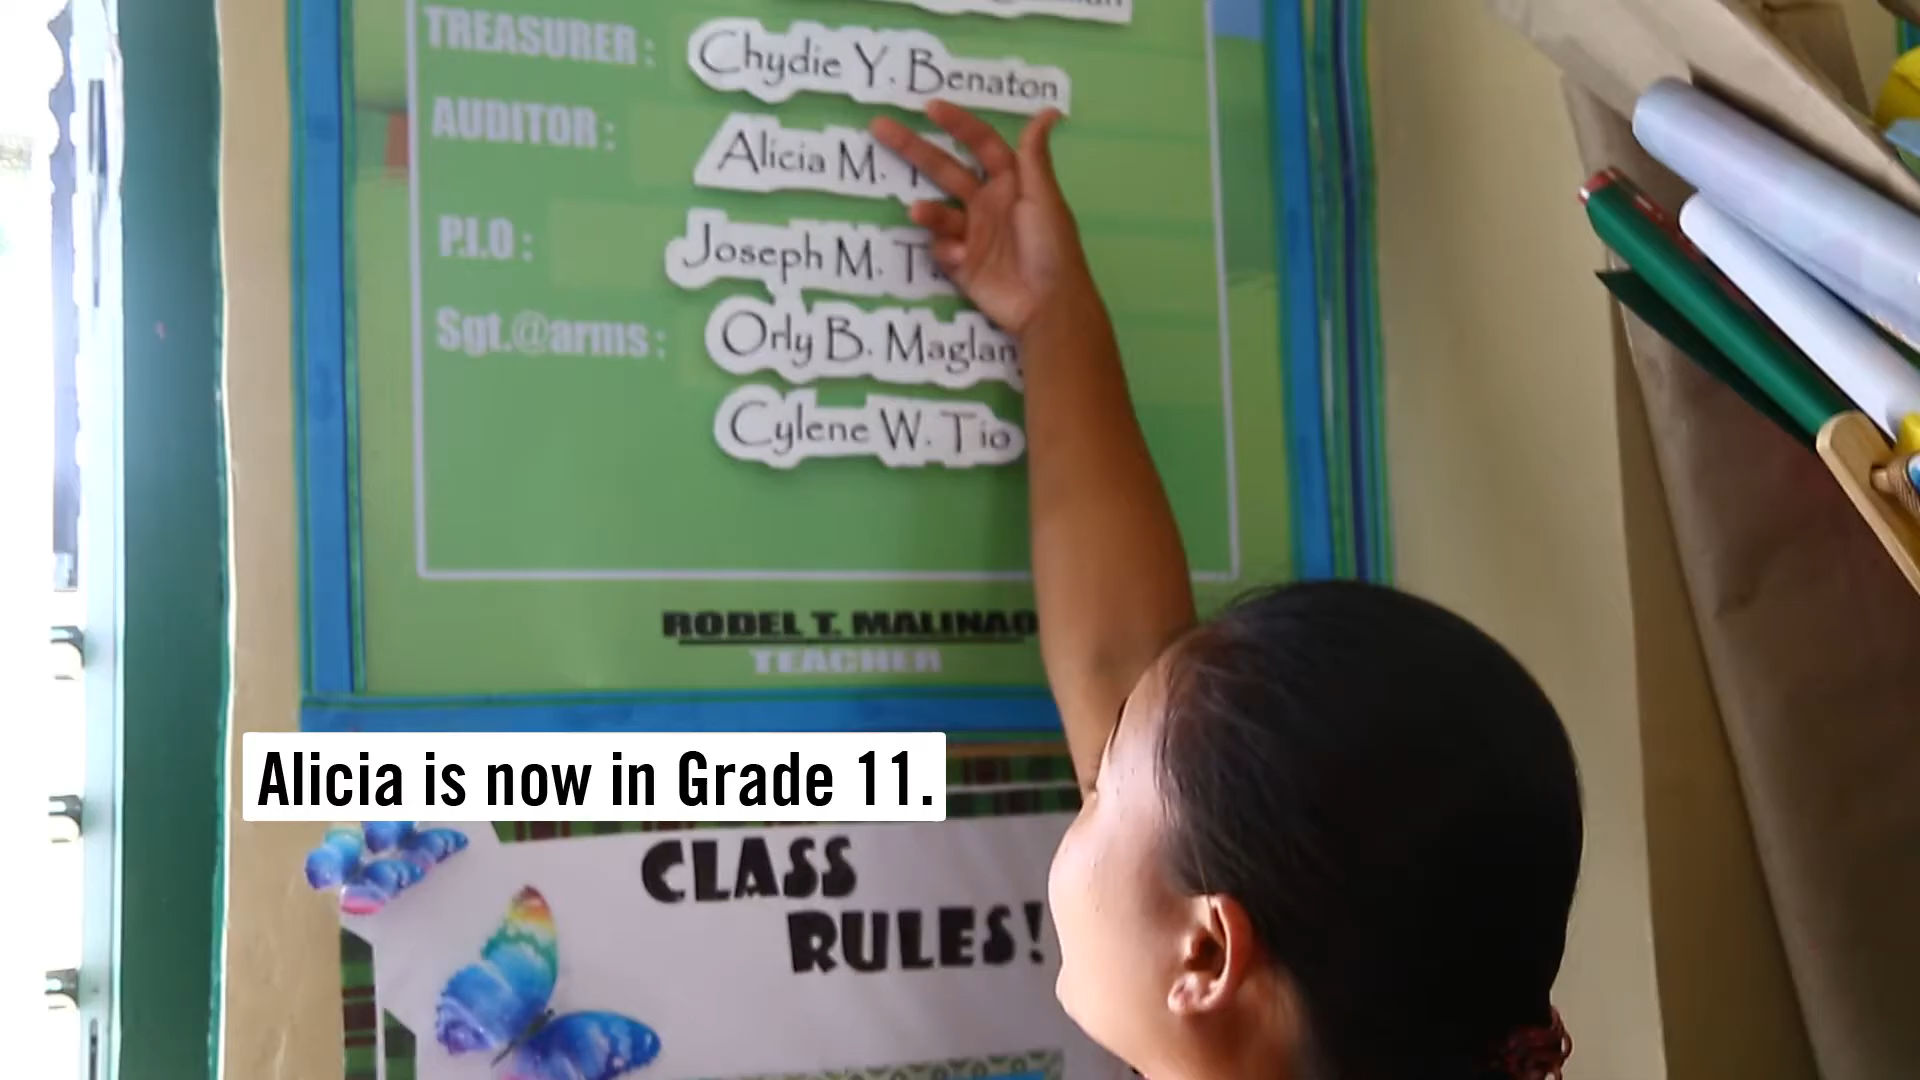 TREASURER: Chydie Y. Benaton
AUDITOR: Alicia M.
P.I.O: Joseph M.
Sgt.@arms: Orly B.
Cylene W. Tio
RODEL T. MALINAO
TEACHER
Alicia is now in Grade 11.
CLASS
RULES!